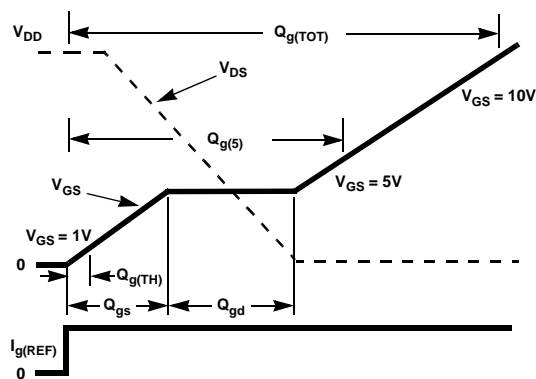 V_DD
Q_g(TOT)
V_DS
V_GS = 10V
Q_g(5)
V_GS
V_GS = 5V
V_GS = 1V
0
Q_g(TH)
Q_gs
Q_gd
I_g(REF)
0